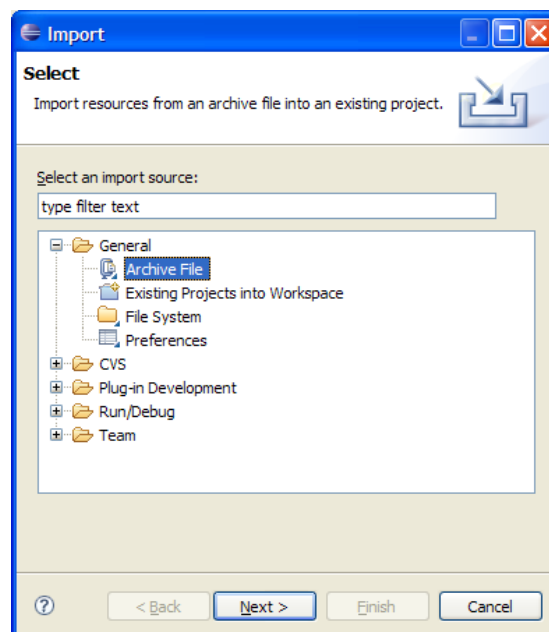 Import
Select
Import resources from an archive file into an existing project.
Select an import source:
type filter text
General
Archive File
Existing Projects into Workspace
File System
Preferences
CVS
Plug-in Development
Run/Debug
Team
? < Back Next > Finish Cancel